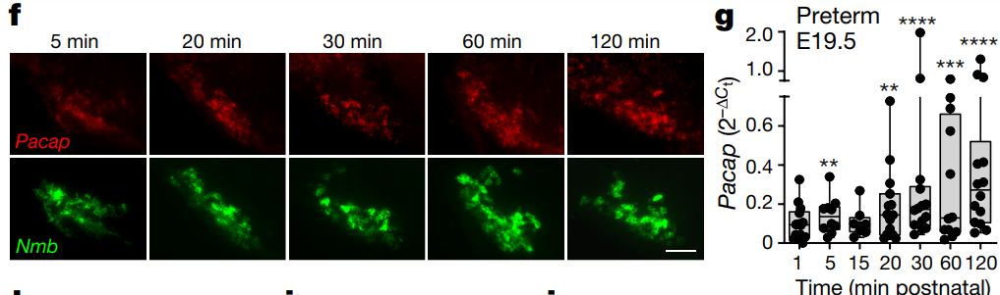 f
5 min 20 min 30 min 60 min 120 min
Pacap
Nmb
g
Preterm
E19.5
Pacap (2⁻ΔCt)
2.0
1.0
0.6
0.4
0.2
0
** ** **** *** ****
1 5 15 20 30 60 120
Time (min postnatal)